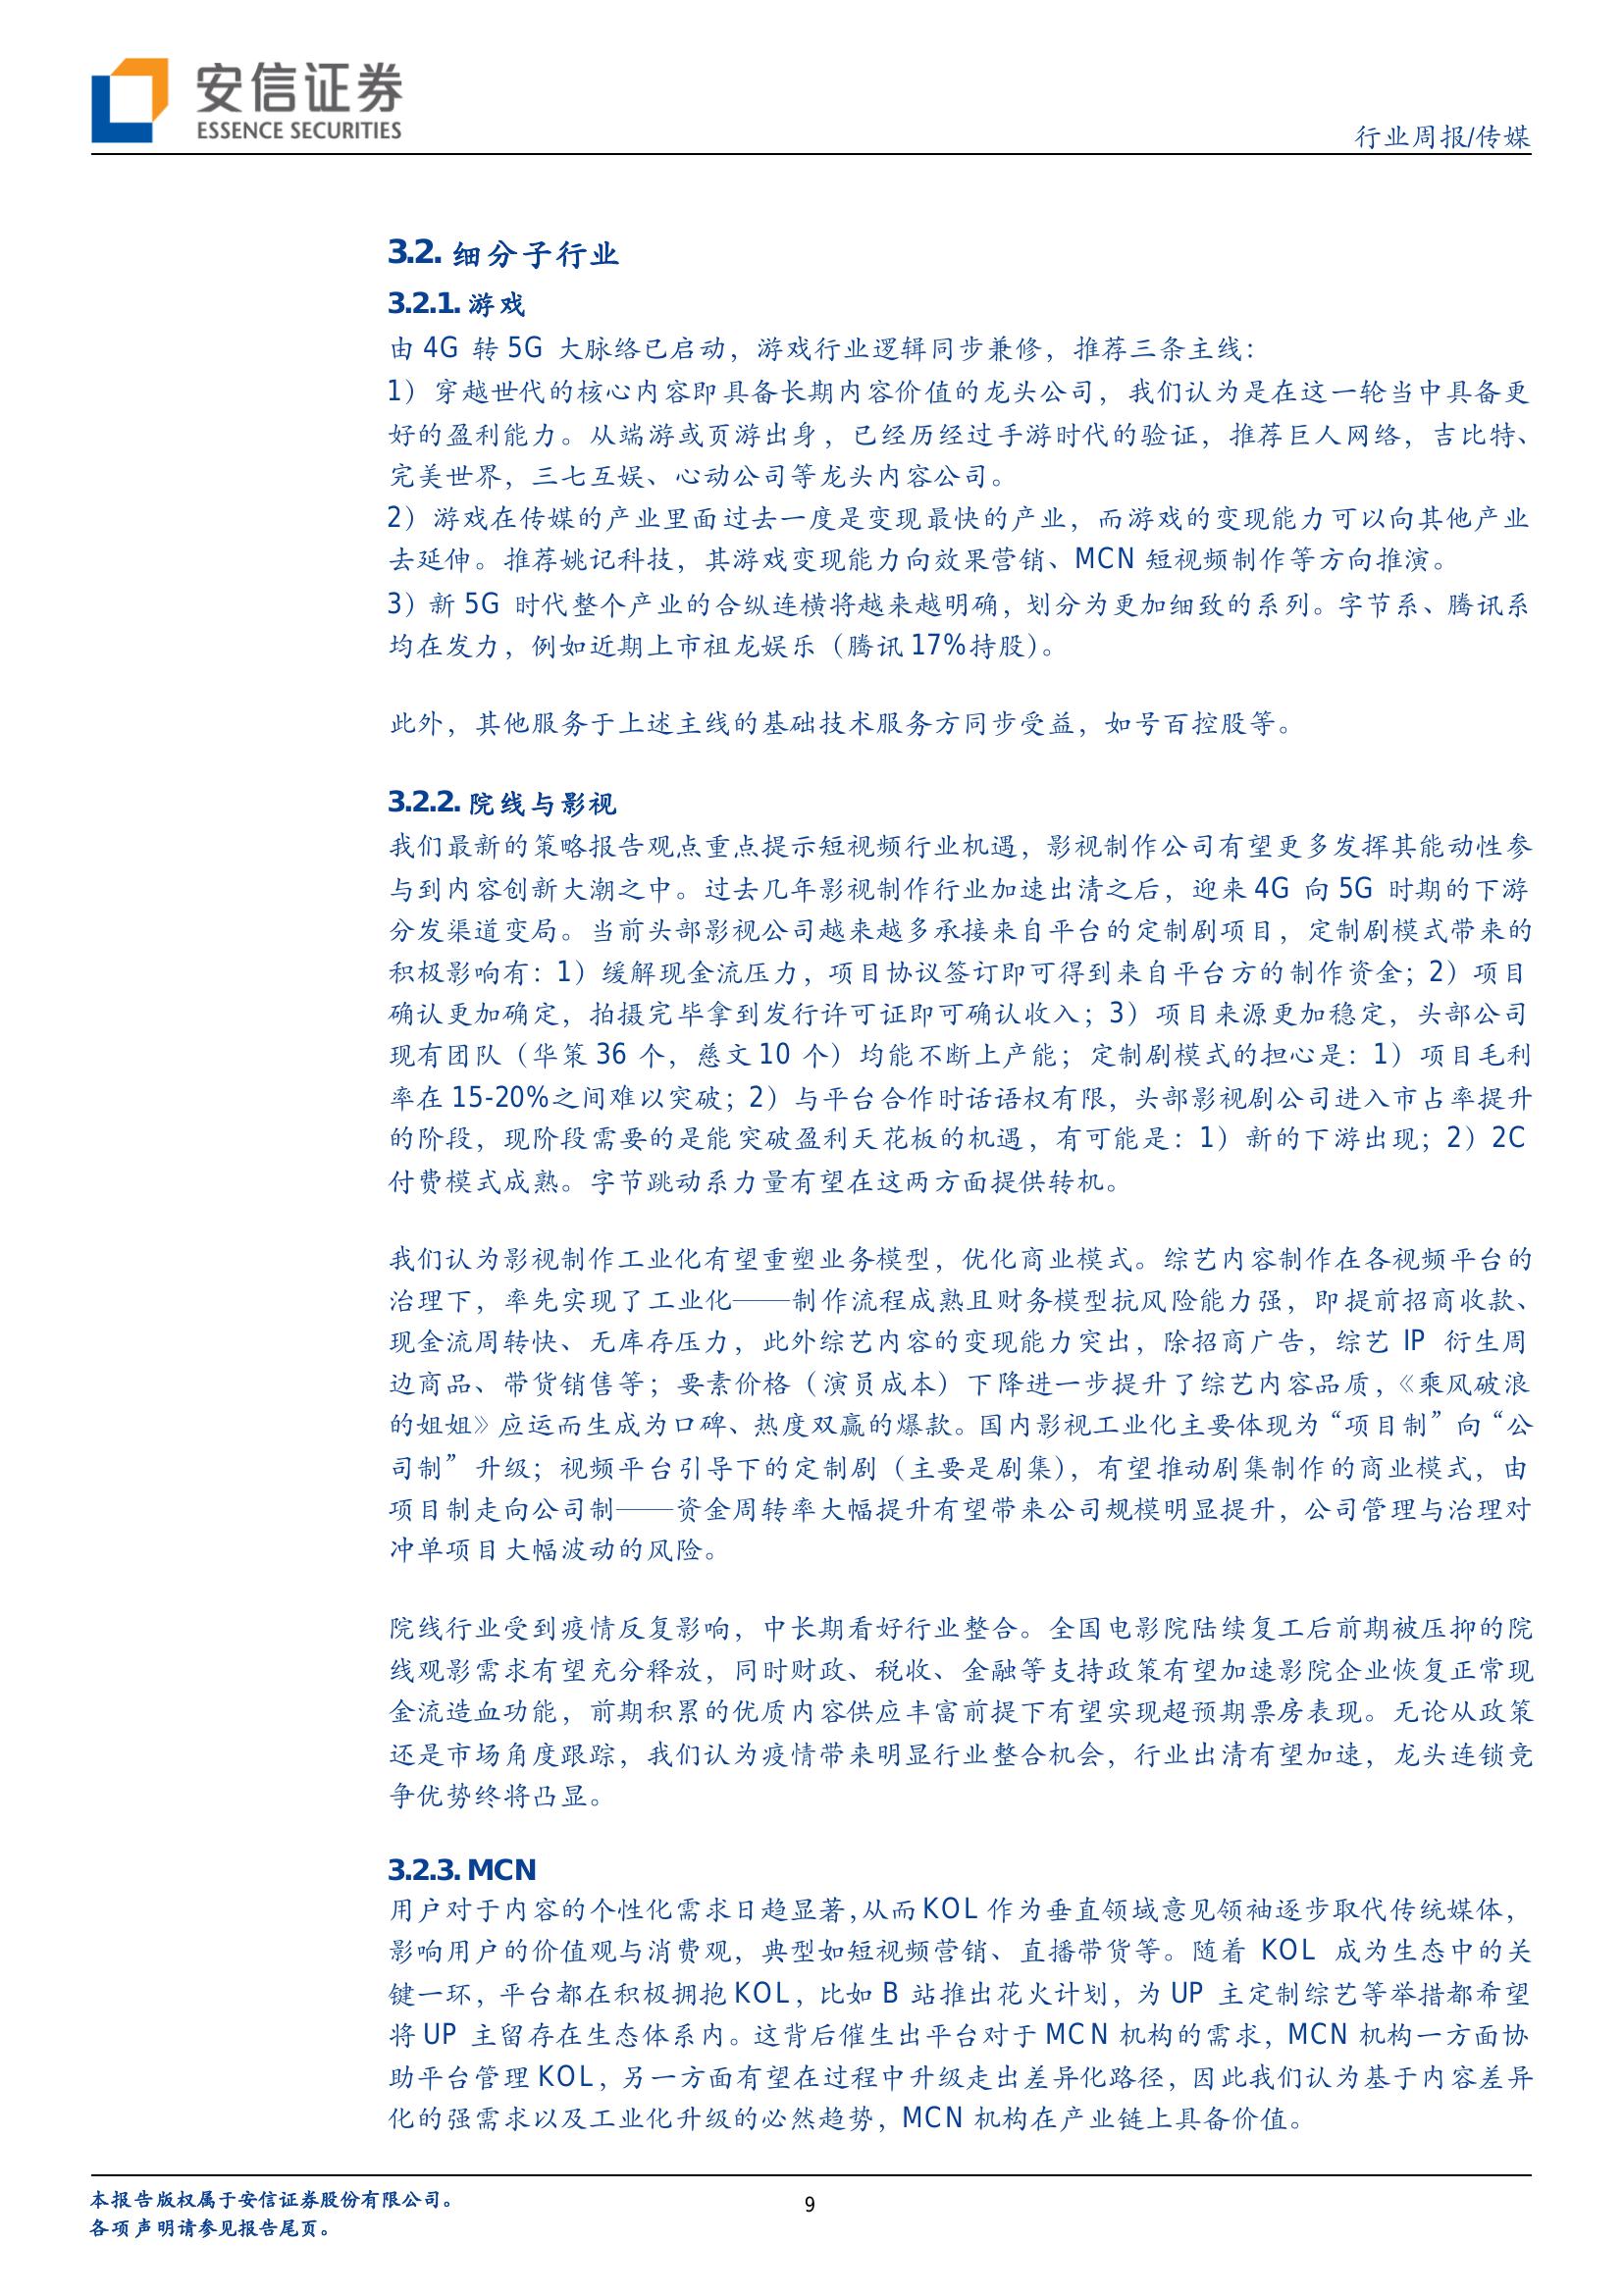 安信证券
ESSENCE SECURITIES
行业周报/传媒
3.2. 细分子行业
3.2.1. 游戏
由 4G 转 5G 大脉络已启动，游戏行业逻辑同步兼修，推荐三条主线：
1）穿越世代的核心内容即具备长期内容价值的龙头公司，我们认为是在这一轮当中具备更
好的盈利能力。从端游或页游出身，已经历经过手游时代的验证，推荐巨人网络，吉比特、
完美世界，三七互娱、心动公司等龙头内容公司。
2）游戏在传媒的产业里面过去一度是变现最快的产业，而游戏的变现能力可以向其他产业
去延伸。推荐姚记科技，其游戏变现能力向效果营销、MCN 短视频制作等方向推演。
3）新 5G 时代整个产业的合纵连横将越来越明确，划分为更加细致的系列。字节系、腾讯系
均在发力，例如近期上市祖龙娱乐（腾讯 17%持股）。
此外，其他服务于上述主线的基础技术服务方同步受益，如号百控股等。
3.2.2. 院线与影视
我们最新的策略报告观点重点提示短视频行业机遇，影视制作公司有望更多发挥其能动性参
与到内容创新大潮之中。过去几年影视制作行业加速出清之后，迎来 4G 向 5G 时期的下游
分发渠道变局。当前头部影视公司越来越多承接来自平台的定制剧项目，定制剧模式带来的
积极影响有：1）缓解现金流压力，项目协议签订即可得到来自平台方的制作资金；2）项目
确认更加确定，拍摄完毕拿到发行许可证即可确认收入；3）项目来源更加稳定，头部公司
现有团队（华策 36 个，慈文 10 个）均能不断上产能；定制剧模式的担心是：1）项目毛利
率在 15-20%之间难以突破；2）与平台合作时话语权有限，头部影视剧公司进入市占率提升
的阶段，现阶段需要的是能突破盈利天花板的机遇，有可能是：1）新的下游出现；2）2C
付费模式成熟。字节跳动系力量有望在这两方面提供转机。
我们认为影视制作工业化有望重塑业务模型，优化商业模式。综艺内容制作在各视频平台的
治理下，率先实现了工业化——制作流程成熟且财务模型抗风险能力强，即提前招商收款、
现金流周转快、无库存压力，此外综艺内容的变现能力突出，除招商广告，综艺 IP 衍生周
边商品、带货销售等；要素价格（演员成本）下降进一步提升了综艺内容品质，《乘风破浪
的姐姐》应运而生成为口碑、热度双赢的爆款。国内影视工业化主要体现为“项目制”向“公
司制”升级；视频平台引导下的定制剧（主要是剧集），有望推动剧集制作的商业模式，由
项目制走向公司制——资金周转率大幅提升有望带来公司规模明显提升，公司管理与治理对
冲单项目大幅波动的风险。
院线行业受到疫情反复影响，中长期看好行业整合。全国电影院陆续复工后前期被压抑的院
线观影需求有望充分释放，同时财政、税收、金融等支持政策有望加速影院企业恢复正常现
金流造血功能，前期积累的优质内容供应丰富前提下有望实现超预期票房表现。无论从政策
还是市场角度跟踪，我们认为疫情带来明显行业整合机会，行业出清有望加速，龙头连锁竞
争优势终将凸显。
3.2.3. MCN
用户对于内容的个性化需求日趋显著，从而 KOL 作为垂直领域意见领袖逐步取代传统媒体，
影响用户的价值观与消费观，典型如短视频营销、直播带货等。随着 KOL 成为生态中的关
键一环，平台都在积极拥抱 KOL，比如 B 站推出花火计划，为 UP 主定制综艺等举措都希望
将 UP 主留存在生态体系内。这背后催生出平台对于 MCN 机构的需求，MCN 机构一方面协
助平台管理 KOL，另一方面有望在过程中升级走出差异化路径，因此我们认为基于内容差异
化的强需求以及工业化升级的必然趋势，MCN 机构在产业链上具备价值。
本报告版权属于安信证券股份有限公司。
各项声明请参见报告尾页。
9